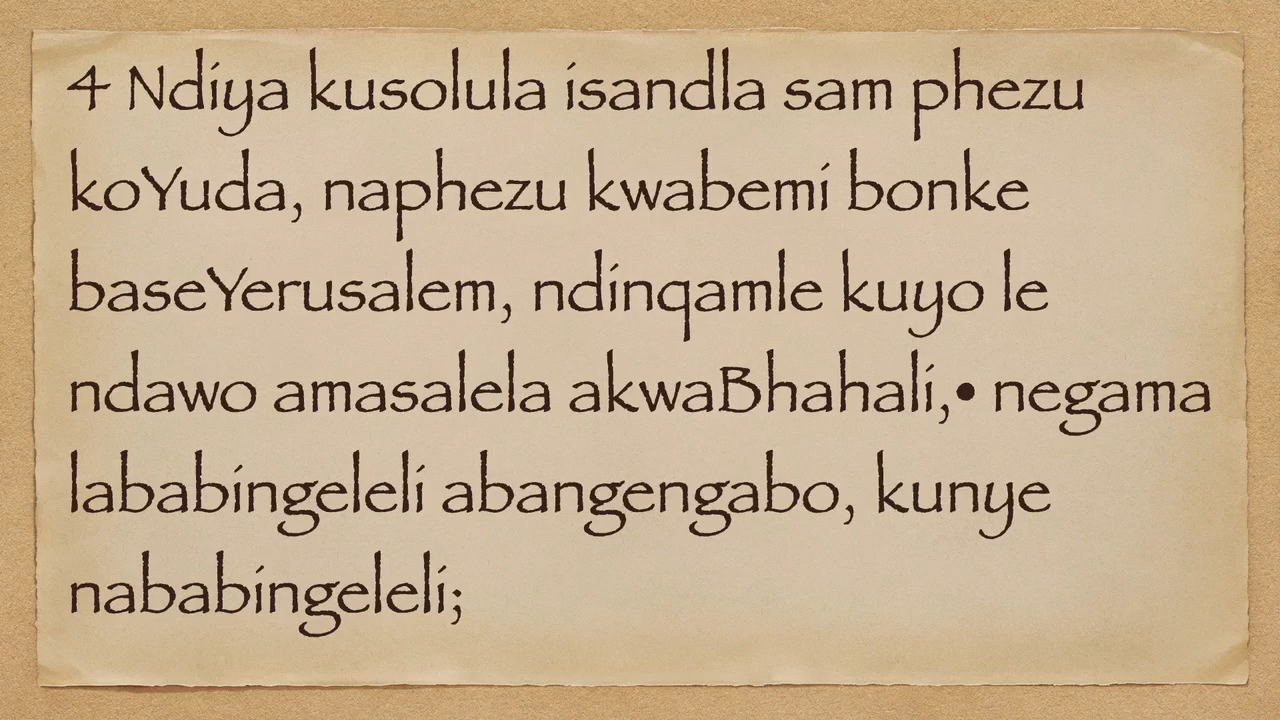 4 Ndiya kusolula isandla sam phezu
koYuda, naphezu kwabemi bonke
baseYerusalem, ndinqamle kuyo le
ndawo amasalela akwaBhahali,• negama
lababingeleli abangengabo, kunye
nababingeleli;